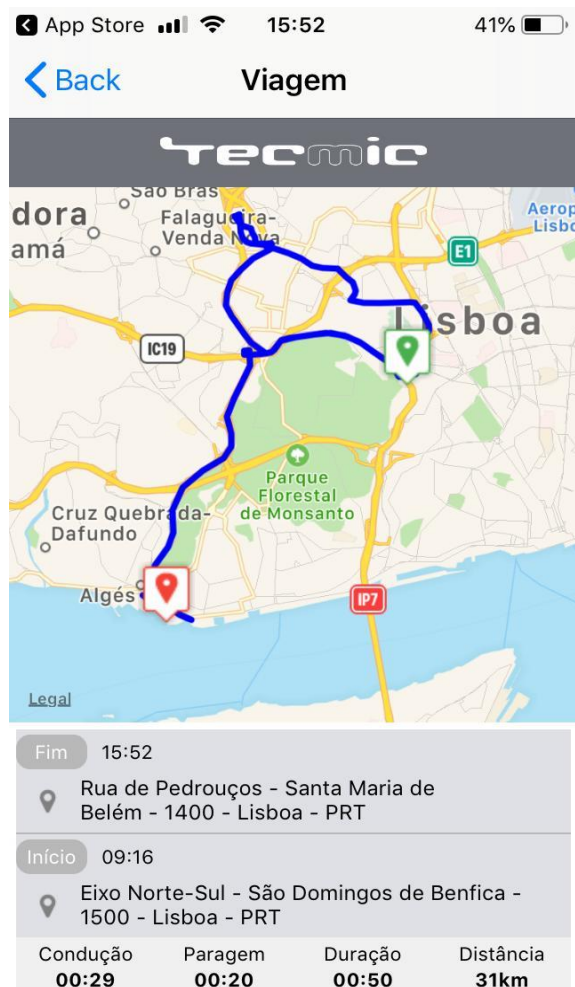 App Store 15:52 41%
Back Viagem
Tecmic
São Brás
dora
Falagueira-
Venda Nova
amá
Aerop
Lisbo
E1
Lisboa
IC19
Parque
Florestal
de Monsanto
Cruz Quebrada-
Dafundo
Algés
IP7
Legal
Fim 15:52
Rua de Pedrouços - Santa Maria de
Belém - 1400 - Lisboa - PRT
Início 09:16
Eixo Norte-Sul - São Domingos de Benfica -
1500 - Lisboa - PRT
Condução Paragem Duração Distância
00:29 00:20 00:50 31km